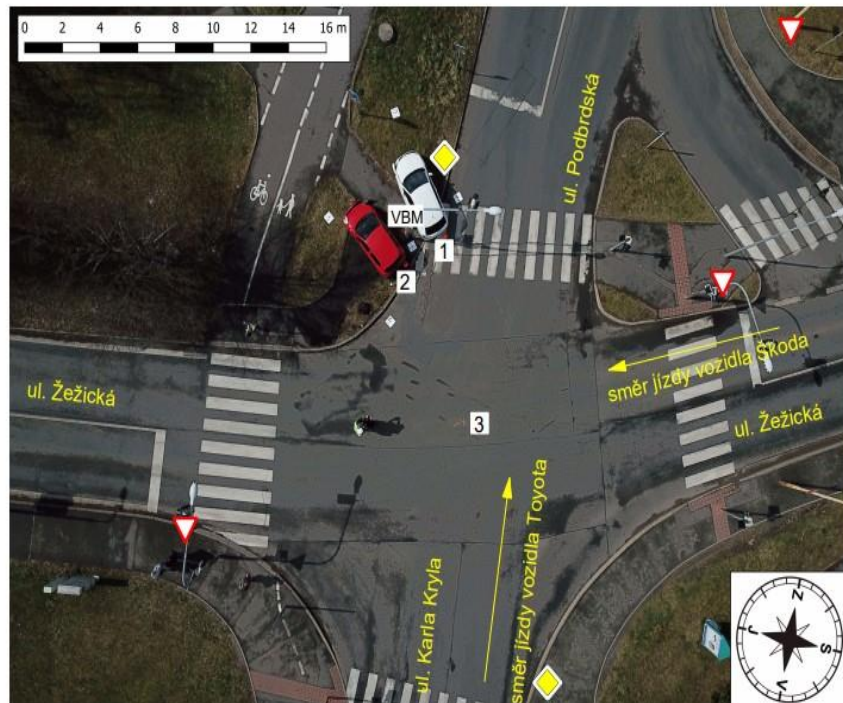 0 2 4 6 8 10 12 14 16 m
ul. Podbrdská
VBM
1
2
směr jízdy vozidla Škoda
ul. Žežická
ul. Žežická
3
ul. Karla Kryla
směr jízdy vozidla Toyota
Z
J
S
V